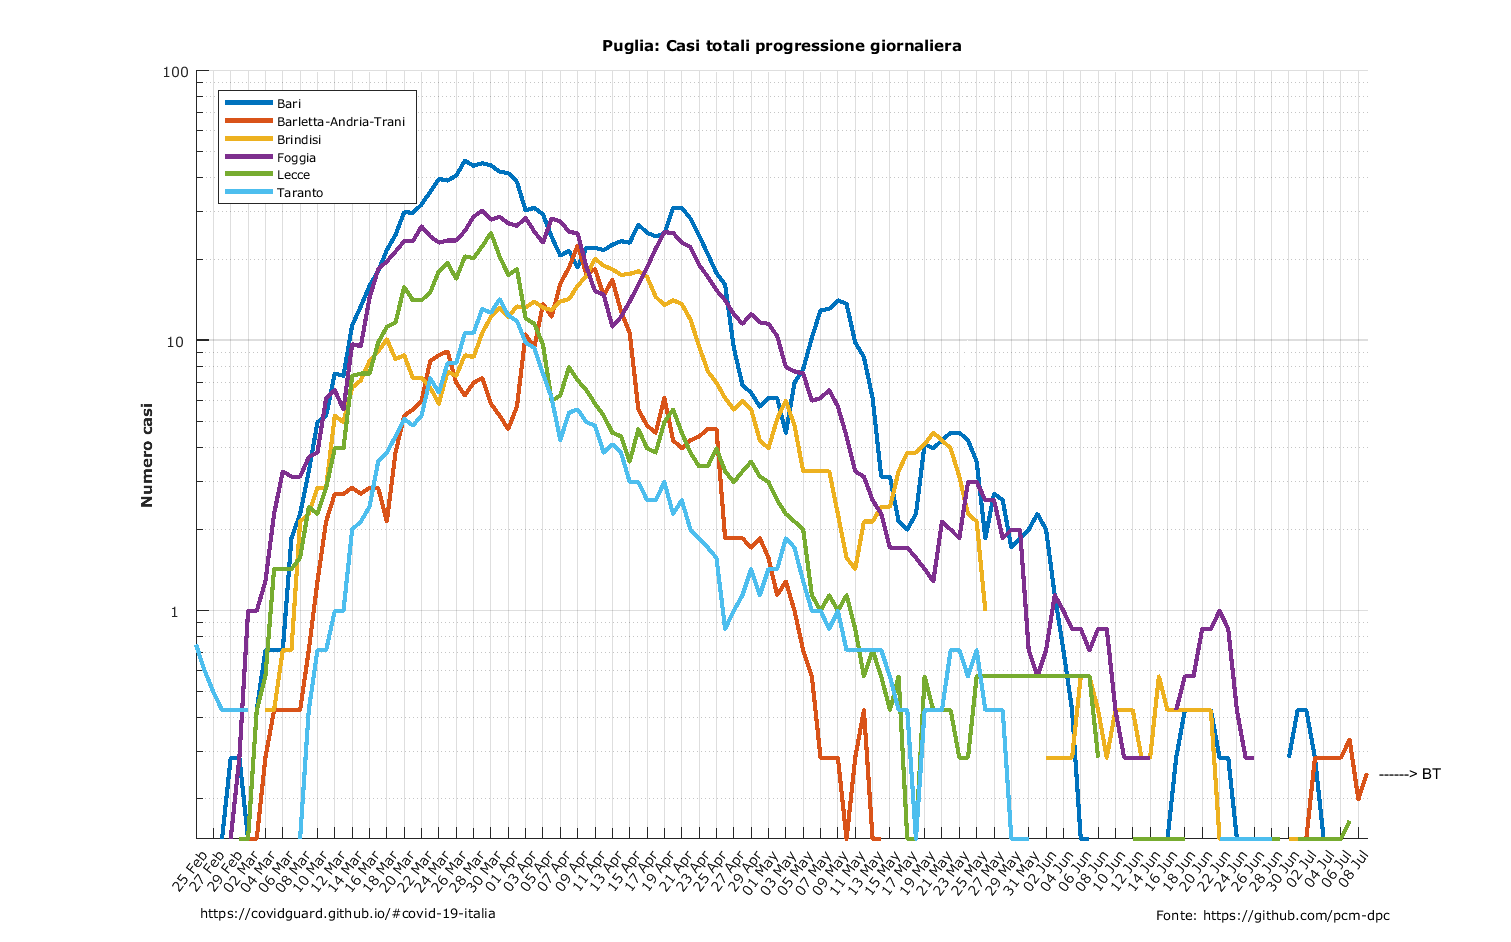 Puglia: Casi totali progressione giornaliera
Numero casi
100
10
1
Bari
Barletta-Andria-Trani
Brindisi
Foggia
Lecce
Taranto
------> BT
25 Feb
27 Feb
29 Feb
02 Mar
04 Mar
06 Mar
08 Mar
10 Mar
12 Mar
14 Mar
16 Mar
18 Mar
20 Mar
22 Mar
24 Mar
26 Mar
28 Mar
30 Mar
01 Apr
03 Apr
05 Apr
07 Apr
09 Apr
11 Apr
13 Apr
15 Apr
17 Apr
19 Apr
21 Apr
23 Apr
25 Apr
27 Apr
29 Apr
01 May
03 May
05 May
07 May
09 May
11 May
13 May
15 May
17 May
19 May
21 May
23 May
25 May
27 May
29 May
31 May
02 Jun
04 Jun
06 Jun
08 Jun
10 Jun
12 Jun
14 Jun
16 Jun
18 Jun
20 Jun
22 Jun
24 Jun
26 Jun
28 Jun
30 Jun
02 Jul
04 Jul
06 Jul
08 Jul
https://covidguard.github.io/#covid-19-italia
Fonte: https://github.com/pcm-dpc